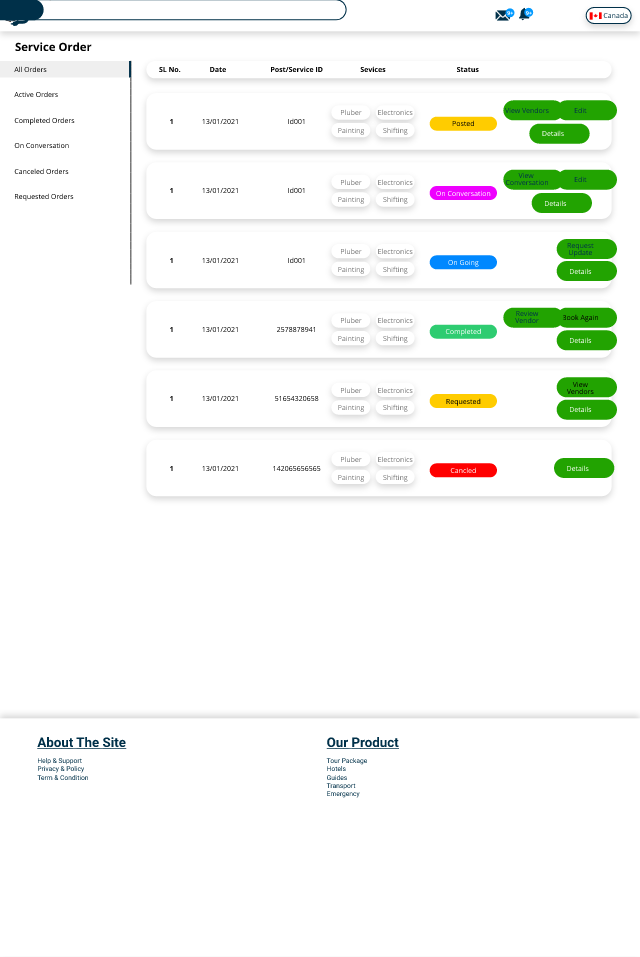 9+
9+
Canada
Service Order
All Orders
Active Orders
Completed Orders
On Conversation
Canceled Orders
Requested Orders
SL No. Date Post/Service ID Sevices Status
1 13/01/2021 Id001 Pluber Electronics Painting Shifting Posted View Vendors Edit Details
1 13/01/2021 Id001 Pluber Electronics Painting Shifting On Conversation View Conversation Edit Details
1 13/01/2021 Id001 Pluber Electronics Painting Shifting On Going Request Update Details
1 13/01/2021 2578878941 Pluber Electronics Painting Shifting Completed Review Vendor Book Again Details
1 13/01/2021 51654320658 Pluber Electronics Painting Shifting Requested View Vendors Details
1 13/01/2021 142065656565 Pluber Electronics Painting Shifting Cancled Details
About The Site
Help & Support
Privacy & Policy
Term & Condition
Our Product
Tour Package
Hotels
Guides
Transport
Emergency